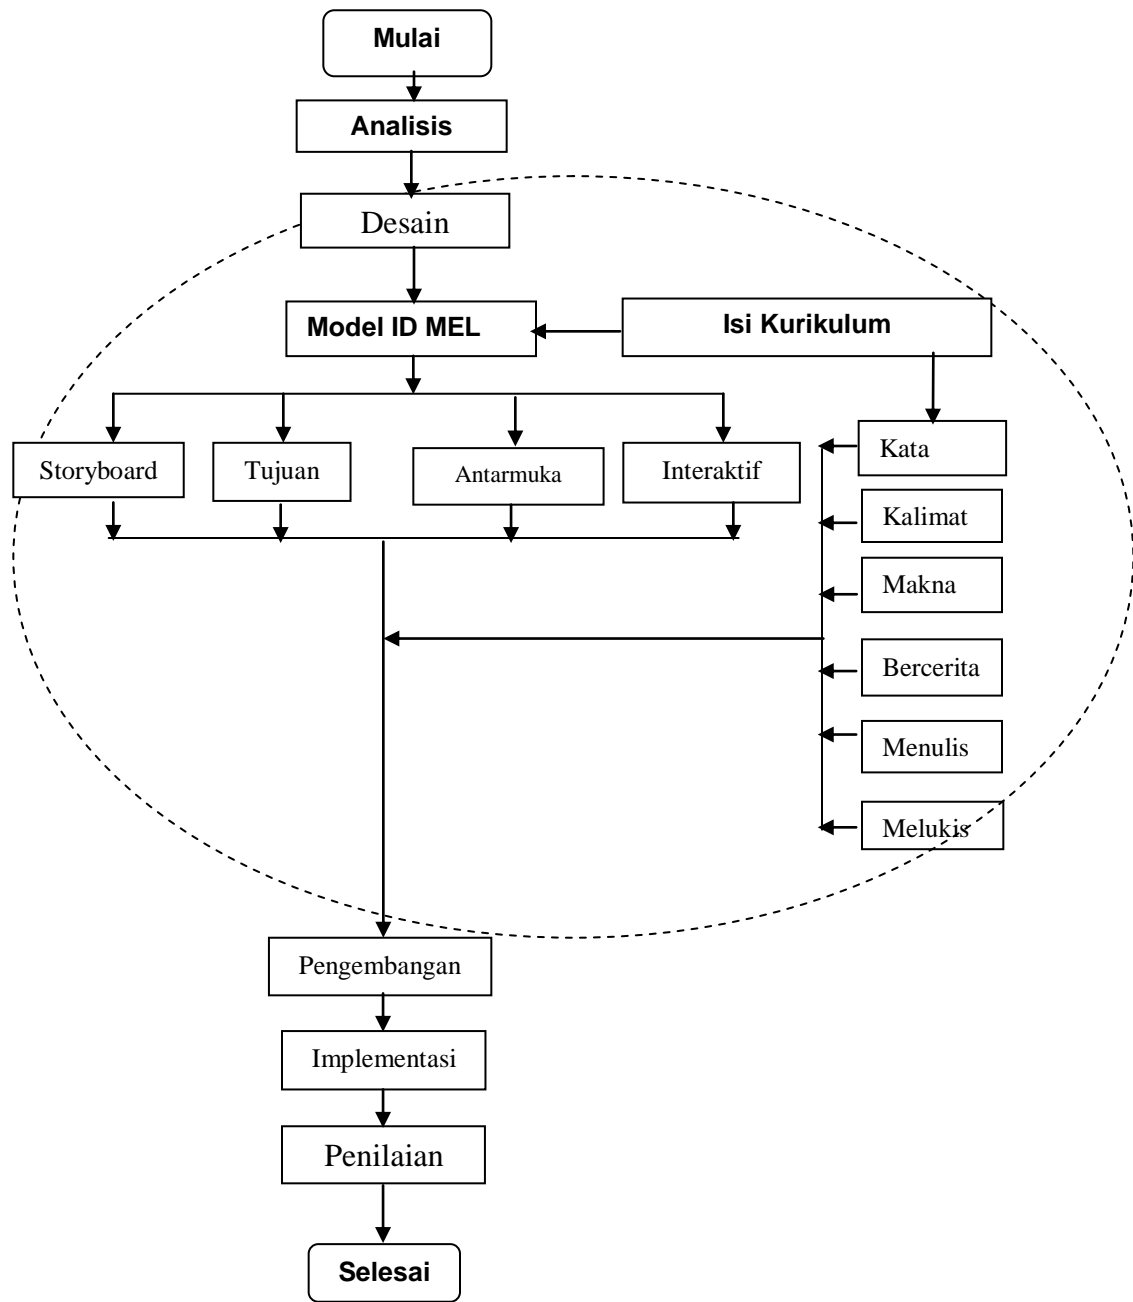 Mulai
Analisis
Desain
Model ID MEL
Isi Kurikulum
Storyboard
Tujuan
Antarmuka
Interaktif
Kata
Kalimat
Makna
Bercerita
Menulis
Melukis
Pengembangan
Implementasi
Penilaian
Selesai